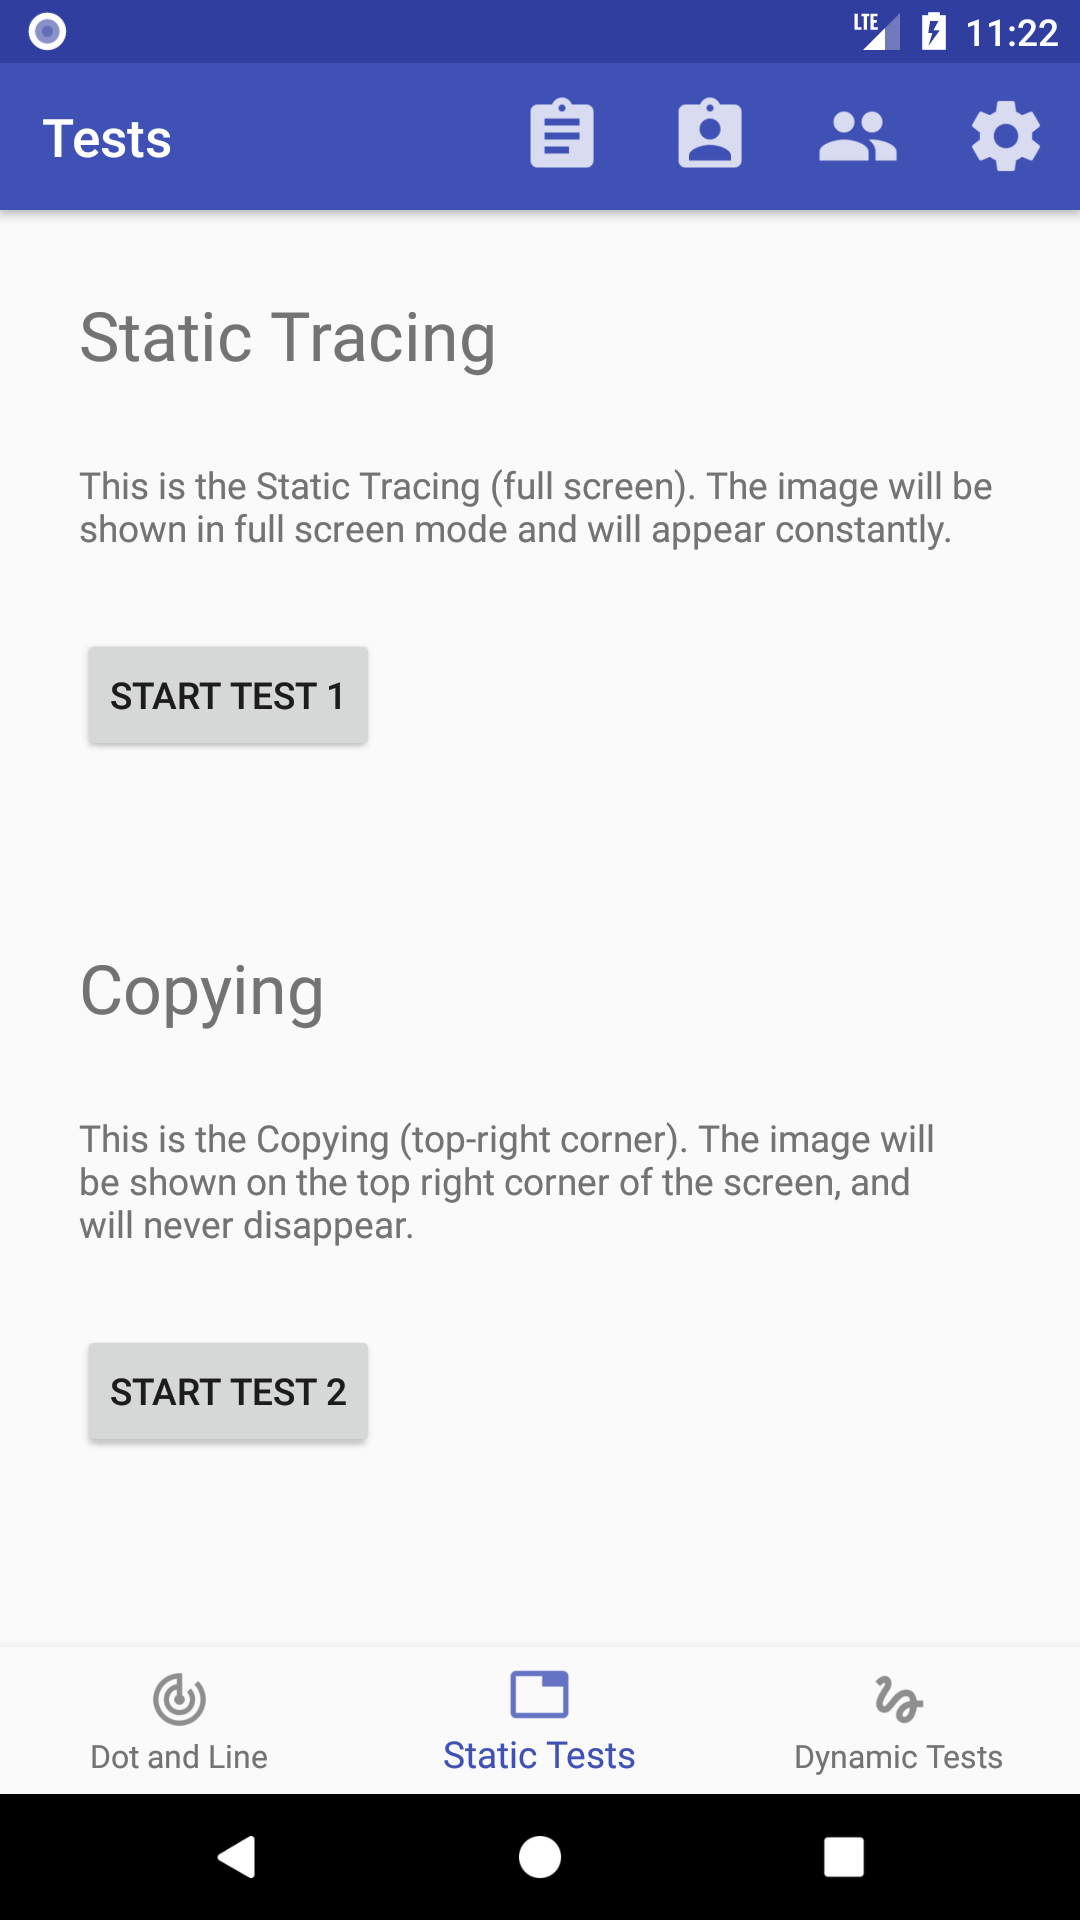 LTE 11:22
Tests
Static Tracing
This is the Static Tracing (full screen). The image will be
shown in full screen mode and will appear constantly.
START TEST 1
Copying
This is the Copying (top-right corner). The image will
be shown on the top right corner of the screen, and
will never disappear.
START TEST 2
Dot and Line
Static Tests
Dynamic Tests